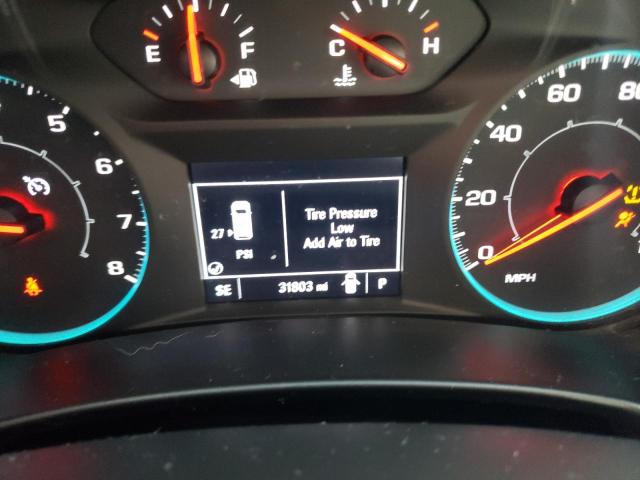 E F
C H
5
6
7
8
27
PSI
Tire Pressure
Low
Add Air to Tire
SE 31803 mi P
0
20
40
60
80
MPH